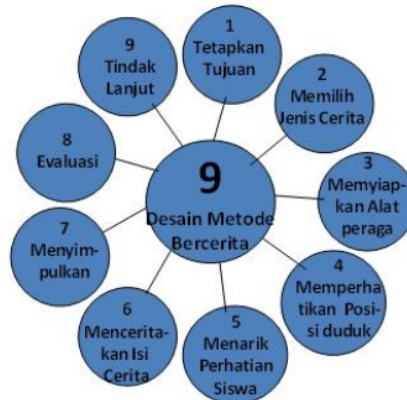 9
Desain Metode
Bercerita
1
Tetapkan
Tujuan
2
Memilih
Jenis Cerita
3
Memyiap-
kan Alat
peraga
4
Memperha
tikan Posi-
si duduk
5
Menarik
Perhatian
Siswa
6
Mencerita-
kan Isi
Cerita
7
Menyim-
pulkan
8
Evaluasi
9
Tindak
Lanjut